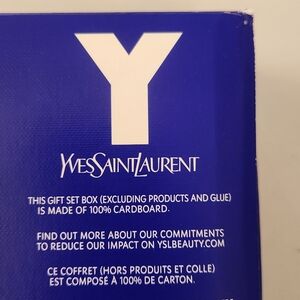 Y
YVESSAINTLAURENT
THIS GIFT SET BOX (EXCLUDING PRODUCTS AND GLUE)
IS MADE OF 100% CARDBOARD.
FIND OUT MORE ABOUT OUR COMMITMENTS
TO REDUCE OUR IMPACT ON YSLBEAUTY.COM
CE COFFRET (HORS PRODUITS ET COLLE)
EST COMPOSÉ À 100% DE CARTON.